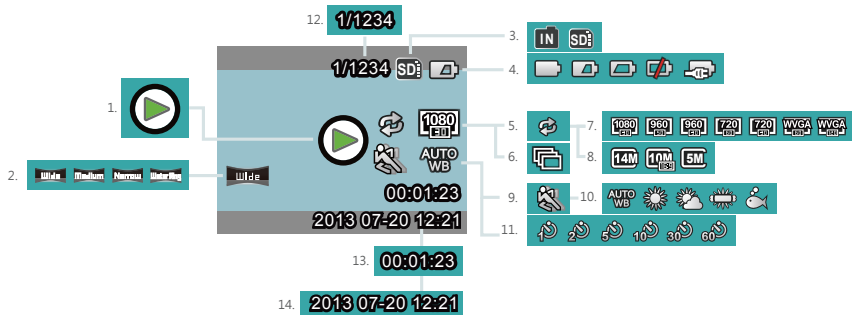 12. 1/1234
1/1234 SD
3. IN SD
4.
1.
1080
5.
7. 1080 960 960 720 720 WVGA WVGA
6.
8. 14M 10M 5M
2. Wide Medium Narrow
Wide
AUTO WB
9.
10. AUTO WB
00:01:23
2013 07-20 12:21
11. 1 2 5 10 30 60
13. 00:01:23
14. 2013 07-20 12:21